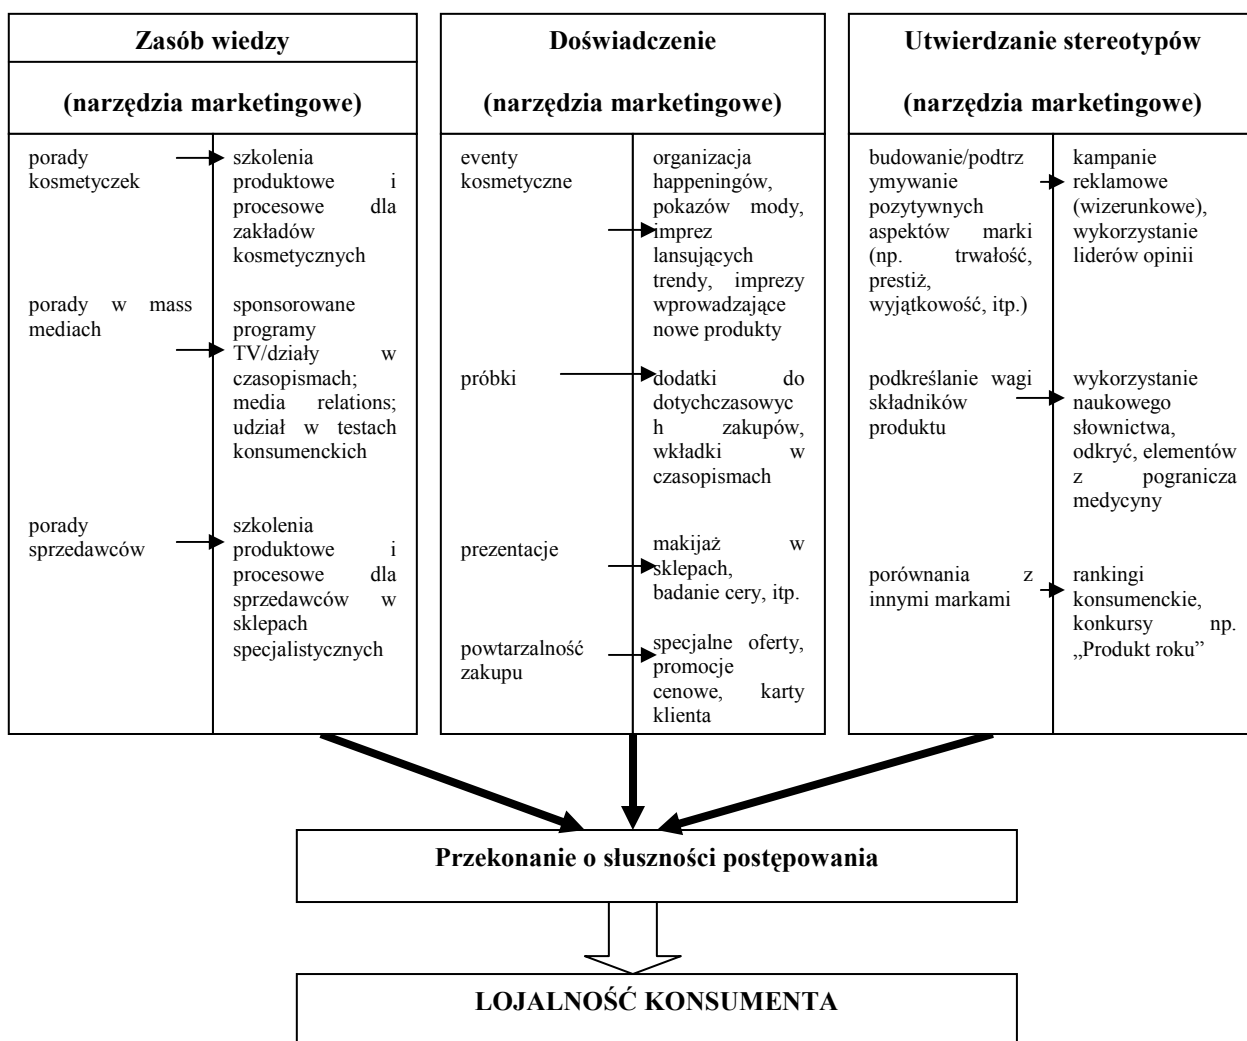 Zasób wiedzy
(narzędzia marketingowe)
porady
kosmetyczek
szkolenia
produktowe i
procesowe dla
zakładów
kosmetycznych
porady w mass
mediach
sponsorowane
programy
TV/działy w
czasopismach;
media relations;
udział w testach
konsumenckich
porady
sprzedawców
szkolenia
produktowe i
procesowe dla
sprzedawców w
sklepach
specjalistycznych
Doświadczenie
(narzędzia marketingowe)
eventy
kosmetyczne
organizacja
happeningów,
pokazów mody,
imprez
lansujących
trendy, imprezy
wprowadzające
nowe produkty
próbki
dodatki do
dotychczasowyc
h zakupów,
wkładki w
czasopismach
prezentacje
makijaż w
sklepach,
badanie cery, itp.
powtarzalność
zakupu
specjalne oferty,
promocje
cenowe, karty
klienta
Utwierdzanie stereotypów
(narzędzia marketingowe)
budowanie/podtrz
ymywanie
pozytywnych
aspektów marki
(np. trwałość,
prestiż,
wyjątkowość, itp.)
kampanie
reklamowe
(wizerunkowe),
wykorzystanie
liderów opinii
podkreślanie wagi
składników
produktu
wykorzystanie
naukowego
słownictwa,
odkryć, elementów
z pogranicza
medycyny
porównania z
innymi markami
rankingi
konsumenckie,
konkursy np.
„Produkt roku”
Przekonanie o słuszności postępowania
LOJALNOŚĆ KONSUMENTA